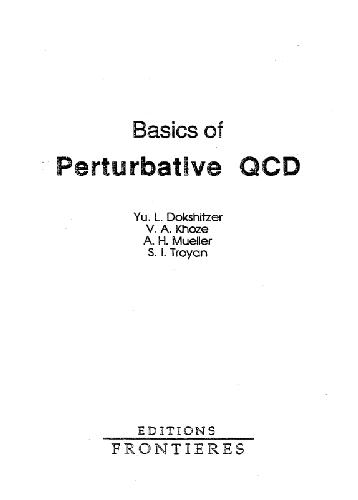 Basics of
Perturbative QCD
Yu. L. Dokshitzer
V. A. Khoze
A. H. Mueller
S. I. Troyan
EDITIONS
FRONTIERES